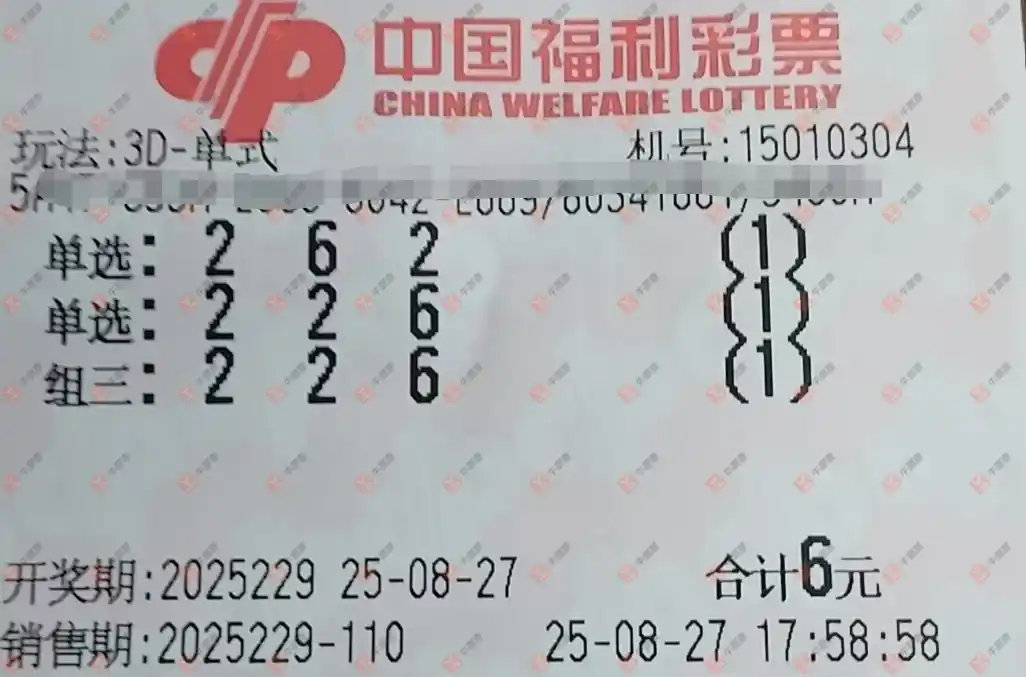 中国福利彩票
CHINA WELFARE LOTTERY
玩法:3D-单式 机号:15010304
单选: 2 6 2 (1)
单选: 2 2 6 (1)
组三: 2 2 6 (1)
开奖期:2025229 25-08-27 合计6元
销售期:2025229-110 25-08-27 17:58:58